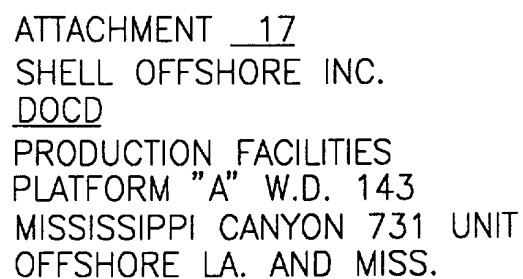 ATTACHMENT 17
SHELL OFFSHORE INC.
DOCD
PRODUCTION FACILITIES
PLATFORM "A" W.D. 143
MISSISSIPPI CANYON 731 UNIT
OFFSHORE LA. AND MISS.